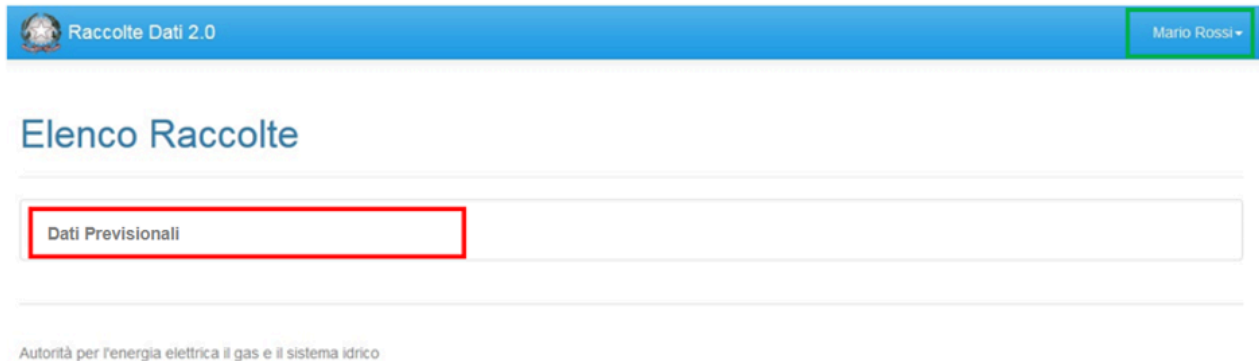 Raccolte Dati 2.0
Mario Rossi
Elenco Raccolte
Dati Previsionali
Autorità per l'energia elettrica il gas e il sistema idrico